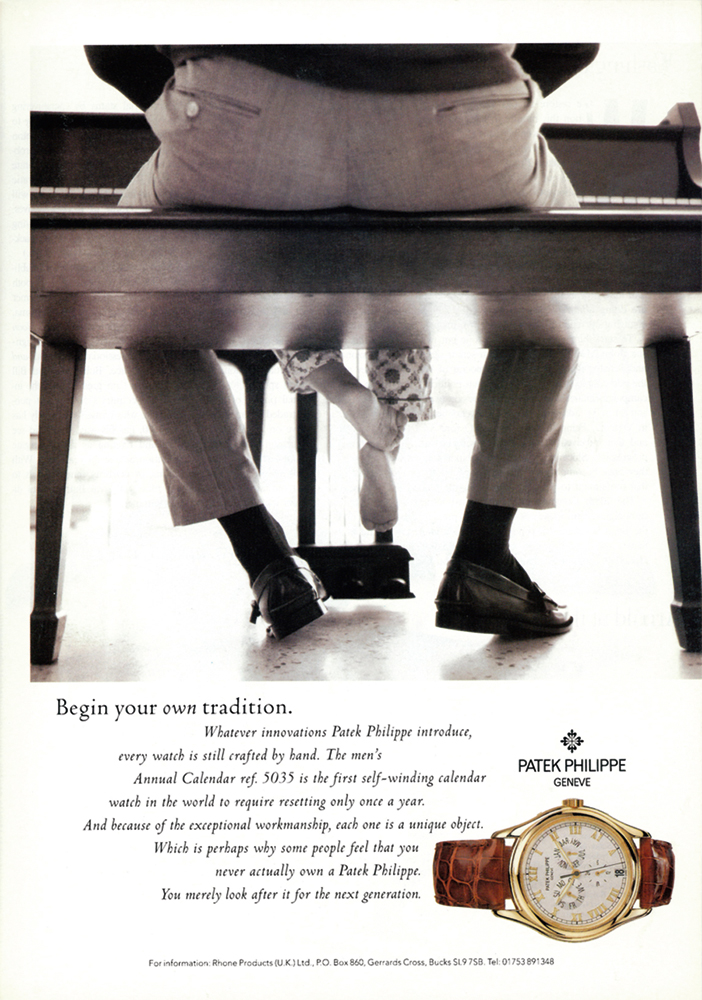 Begin your own tradition.
Whatever innovations Patek Philippe introduce,
every watch is still crafted by hand. The men's
Annual Calendar ref. 5035 is the first self-winding calendar
watch in the world to require resetting only once a year.
And because of the exceptional workmanship, each one is a unique object.
Which is perhaps why some people feel that you
never actually own a Patek Philippe.
You merely look after it for the next generation.
PATEK PHILIPPE
GENEVE
PATEK PHILIPPE
18
For information: Rhone Products (U.K.) Ltd., P.O. Box 860, Gerrards Cross, Bucks SL9 7SB. Tel: 01753 891348